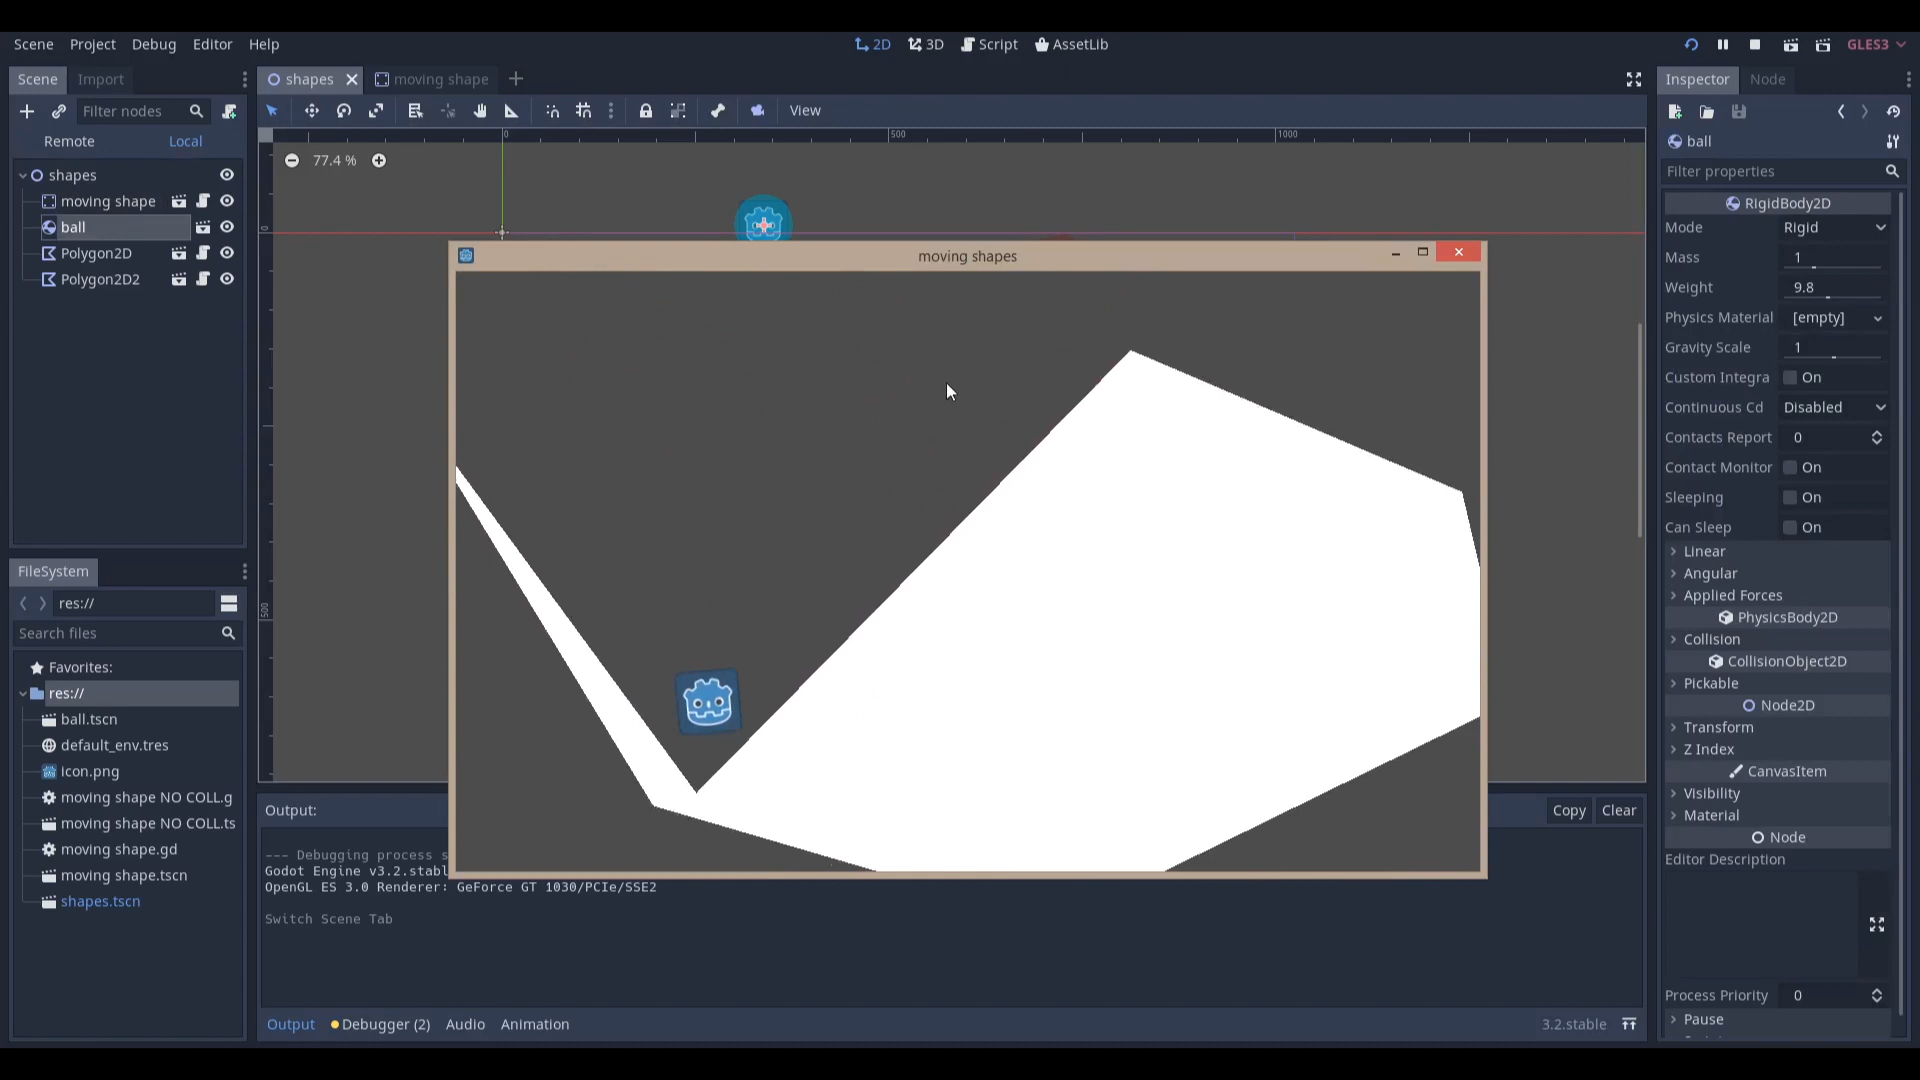 Scene Project Debug Editor Help
2D 3D Script AssetLib
GLES3
Scene Import
shapes moving shape
Inspector Node
Filter nodes
View
Remote Local
ball
0 500 1000
77.4 %
Filter properties
shapes
moving shape
ball
Polygon2D
Polygon2D2
RigidBody2D
Mode Rigid
Mass 1
Weight 9.8
Physics Material [empty]
Gravity Scale 1
Custom Integra On
Continuous Cd Disabled
Contacts Report 0
Contact Monitor On
Sleeping On
Can Sleep On
Linear
Angular
Applied Forces
PhysicsBody2D
Collision
CollisionObject2D
Pickable
Node2D
Transform
Z Index
CanvasItem
Visibility
Material
Node
Editor Description
Process Priority 0
Pause
0
500
moving shapes
FileSystem
res://
Search files
Favorites:
res://
ball.tscn
default_env.tres
icon.png
moving shape NO COLL.g
moving shape NO COLL.ts
moving shape.gd
moving shape.tscn
shapes.tscn
Output:
Copy Clear
--- Debugging process s
Godot Engine v3.2.stabl
OpenGL ES 3.0 Renderer: GeForce GT 1030/PCIe/SSE2
Switch Scene Tab
Output Debugger (2) Audio Animation
3.2.stable